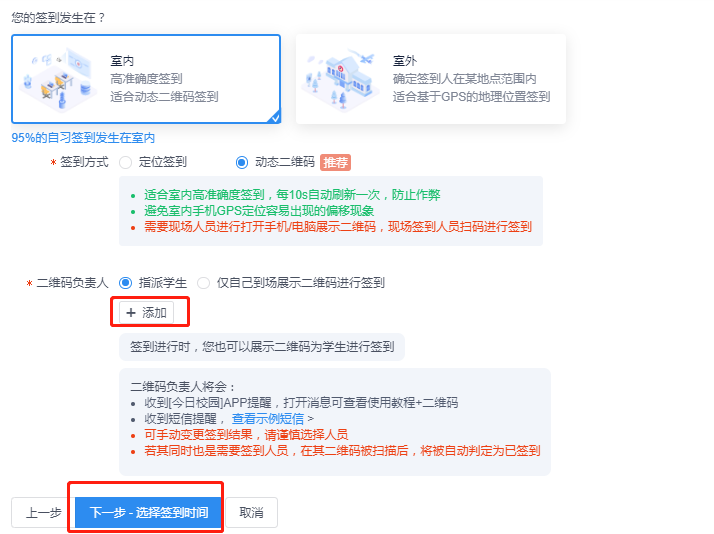 您的签到发生在？
室内
高准确度签到
适合动态二维码签到
室外
确定签到人在某地点范围内
适合基于GPS的地理位置签到
95%的自习签到发生在室内
* 签到方式 定位签到 动态二维码 推荐
适合室内高准确度签到，每10s自动刷新一次，防止作弊
避免室内手机GPS定位容易出现的偏移现象
需要现场人员进行打开手机/电脑展示二维码，现场签到人员扫码进行签到
* 二维码负责人 指派学生 仅自己到场展示二维码进行签到
+ 添加
签到进行时，您也可以展示二维码为学生进行签到
二维码负责人将会：
收到[今日校园]APP提醒，打开消息可查看使用教程+二维码
收到短信提醒， 查看示例短信 >
可手动变更签到结果，请谨慎选择人员
若其同时也是需要签到人员，在其二维码被扫描后，将被自动判定为已签到
上一步 下一步 - 选择签到时间 取消